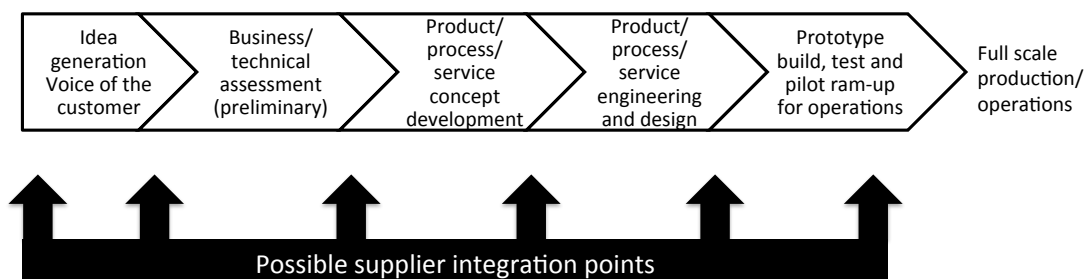 Idea
generation
Voice of the
customer
Business/
technical
assessment
(preliminary)
Product/
process/
service
concept
development
Product/
process/
service
engineering
and design
Prototype
build, test and
pilot ram-up
for operations
Full scale
production/
operations
Possible supplier integration points